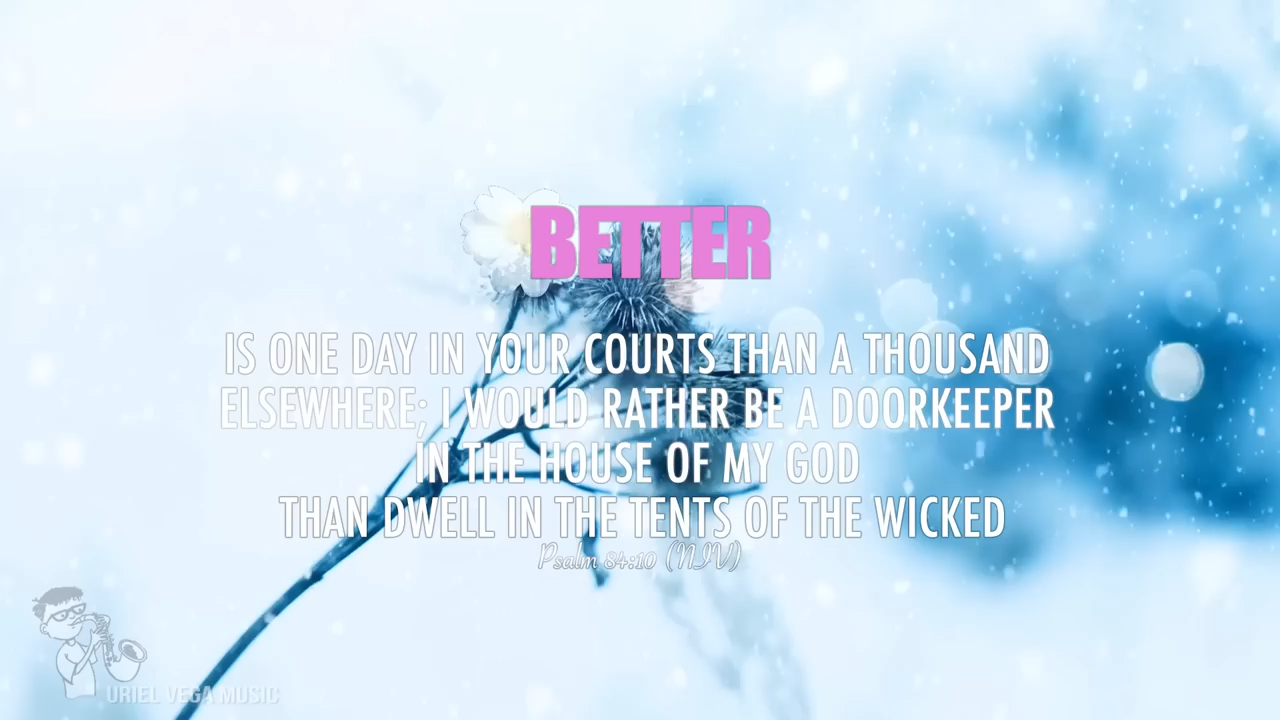 BETTER
IS ONE DAY IN YOUR COURTS THAN A THOUSAND
ELSEWHERE; I WOULD RATHER BE A DOORKEEPER
IN THE HOUSE OF MY GOD
THAN DWELL IN THE TENTS OF THE WICKED
Psalm 84:10 (NIV)
URIEL VEGA MUSIC